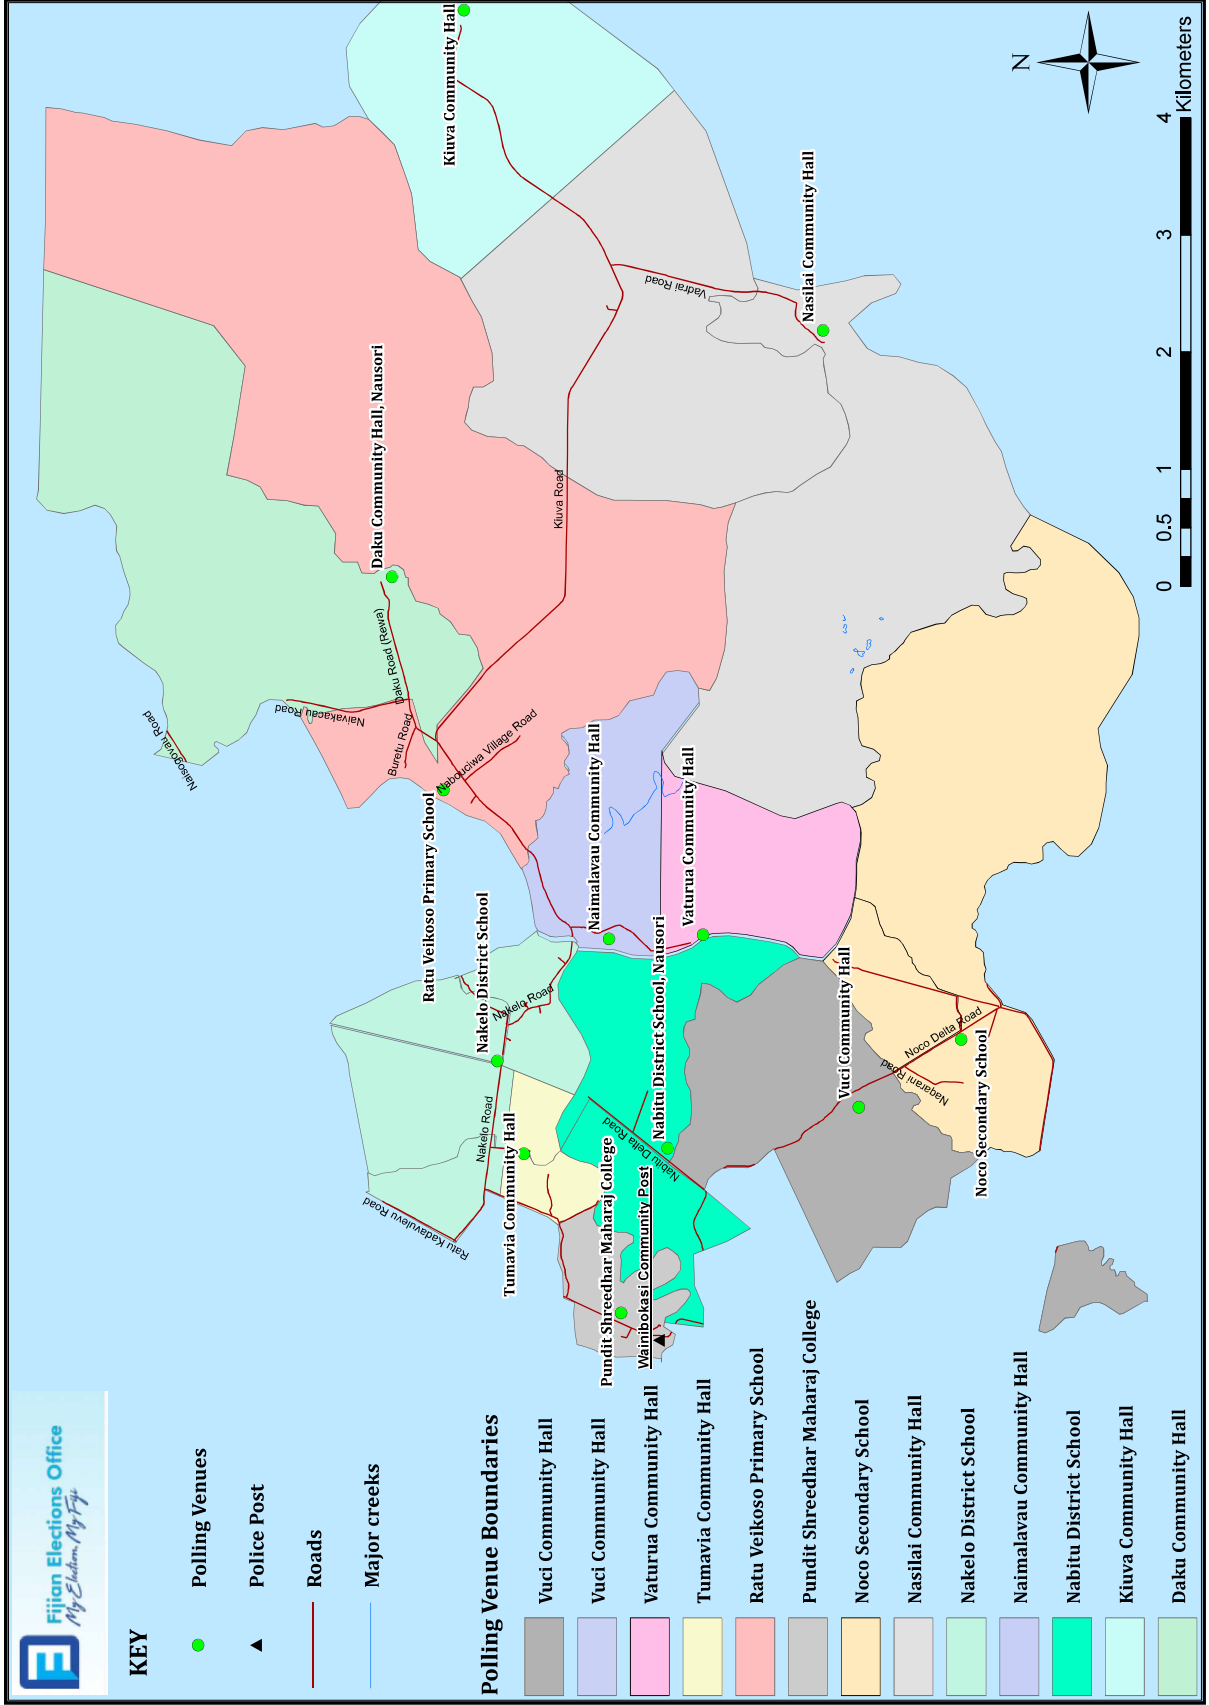 Fijian Elections Office
My Election. My Fiji
KEY
Polling Venues
Police Post
Roads
Major creeks
Polling Venue Boundaries
Vuci Community Hall
Vuci Community Hall
Vaturua Community Hall
Tumavia Community Hall
Ratu Veikoso Primary School
Pundit Shreedhar Maharaj College
Noco Secondary School
Nasilai Community Hall
Nakelo District School
Naimalavau Community Hall
Nabitu District School
Kiuva Community Hall
Daku Community Hall
Kiuva Community Hall
Nasilai Community Hall
Vadrai Road
Daku Community Hall, Nausori
Kiuva Road
Daku Road (Rewa)
Naivakacau Road
Naisogovau Road
Buretu Road
Nabouciwa Village Road
Ratu Veikoso Primary School
Naimalavau Community Hall
Vaturua Community Hall
Nakelo District School
Nakelo Road
Nakelo Road
Ratu Kadavulevu Road
Tumavia Community Hall
Nabitu District School, Nausori
Nabitu Delta Road
Pundit Shreedhar Maharaj College
Wainibokasi Community Post
Vuci Community Hall
Noco Delta Road
Naqarani Road
Noco Secondary School
N
0 0.5 1 2 3 4
Kilometers